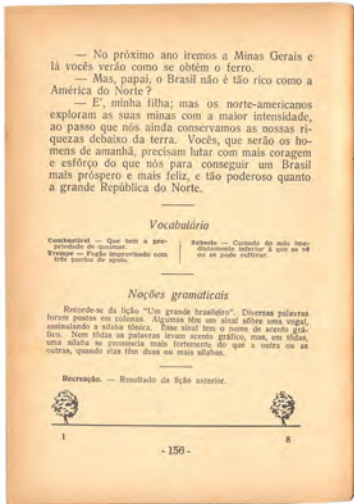 — No próximo ano iremos a Minas Gerais e
lá vocês verão como se obtém o ferro.
— Mas, papai, o Brasil não é tão rico como a
América do Norte?
— E', minha filha; mas os norte-americanos
exploram as suas minas com a maior intensidade,
ao passo que nós ainda conservamos as nossas ri-
quezas debaixo da terra. Vocês, que serão os ho-
mens de amanhã, precisam lutar com mais coragem
e esfôrço do que nós para conseguir um Brasil
mais próspero e mais feliz, e tão poderoso quanto
a grande República do Norte.
Vocabulário
Combustível — Que tem a pro-
priedade de queimar.
Trempe — Fogão improvisado com
três pontos de apoio.
Subsolo — Camada do solo ime-
diatamente inferior à que se vê
ou se pode cultivar.
Noções gramaticais
Recorde-se da lição "Um grande brasileiro". Diversas palavras
foram postas em colunas. Algumas têm um sinal sôbre uma vogal,
assinalando a sílaba tônica. Êsse sinal tem o nome de acento grá-
fico. Nem tôdas as palavras levam acento gráfico, mas, em tôdas,
uma sílaba se pronuncia mais fortemente do que a outra ou as
outras, quando elas têm duas ou mais sílabas.
Recreação. — Resultado da lição anterior.
1 8
- 156 -